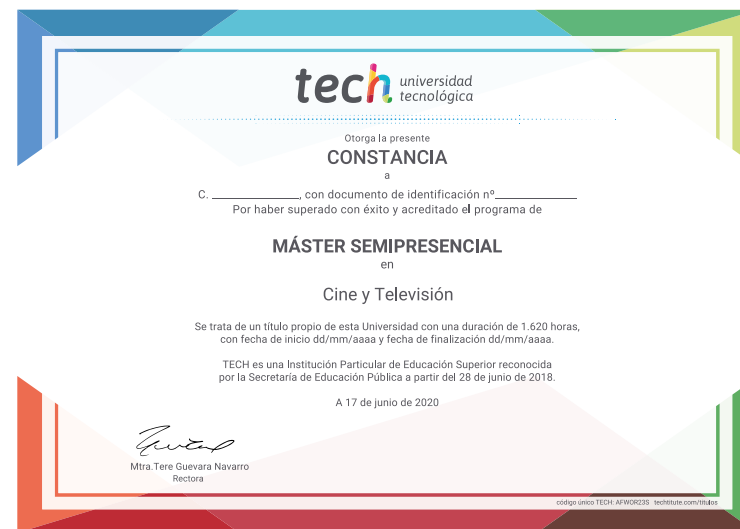 tech universidad
tecnológica
Otorga la presente
CONSTANCIA
a
C. ____________, con documento de identificación nº____________
Por haber superado con éxito y acreditado el programa de
MÁSTER SEMIPRESENCIAL
en
Cine y Televisión
Se trata de un título propio de esta Universidad con una duración de 1.620 horas,
con fecha de inicio dd/mm/aaaa y fecha de finalización dd/mm/aaaa.
TECH es una Institución Particular de Educación Superior reconocida
por la Secretaría de Educación Pública a partir del 28 de junio de 2018.
A 17 de junio de 2020
Mtra.Tere Guevara Navarro
Rectora
código único TECH: AFWOR23S techtitute.com/titulos